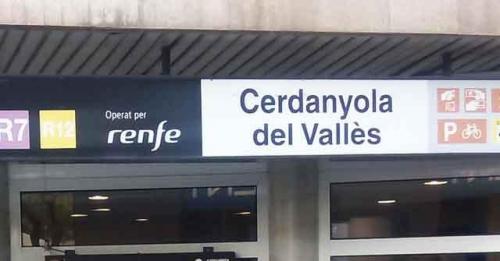 R7
R12
Operat per
renfe
Cerdanyola
del Vallès
P